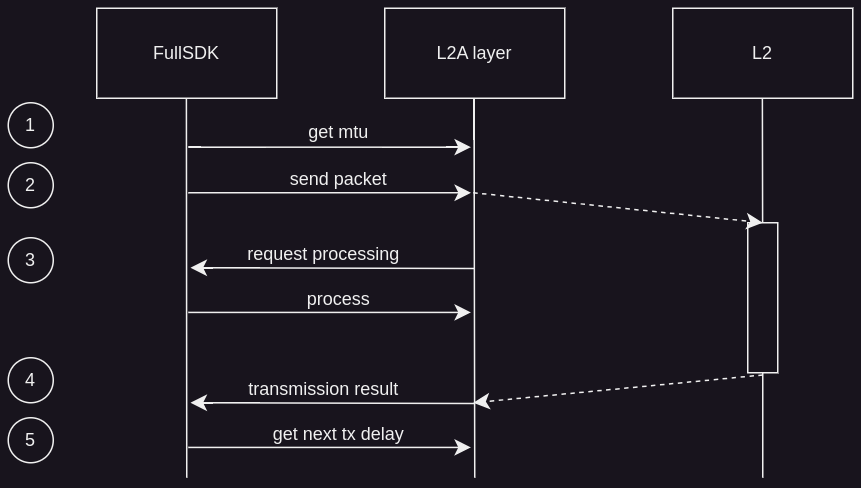 FullSDK
L2A layer
L2
1
get mtu
2
send packet
3
request processing
process
4
transmission result
5
get next tx delay